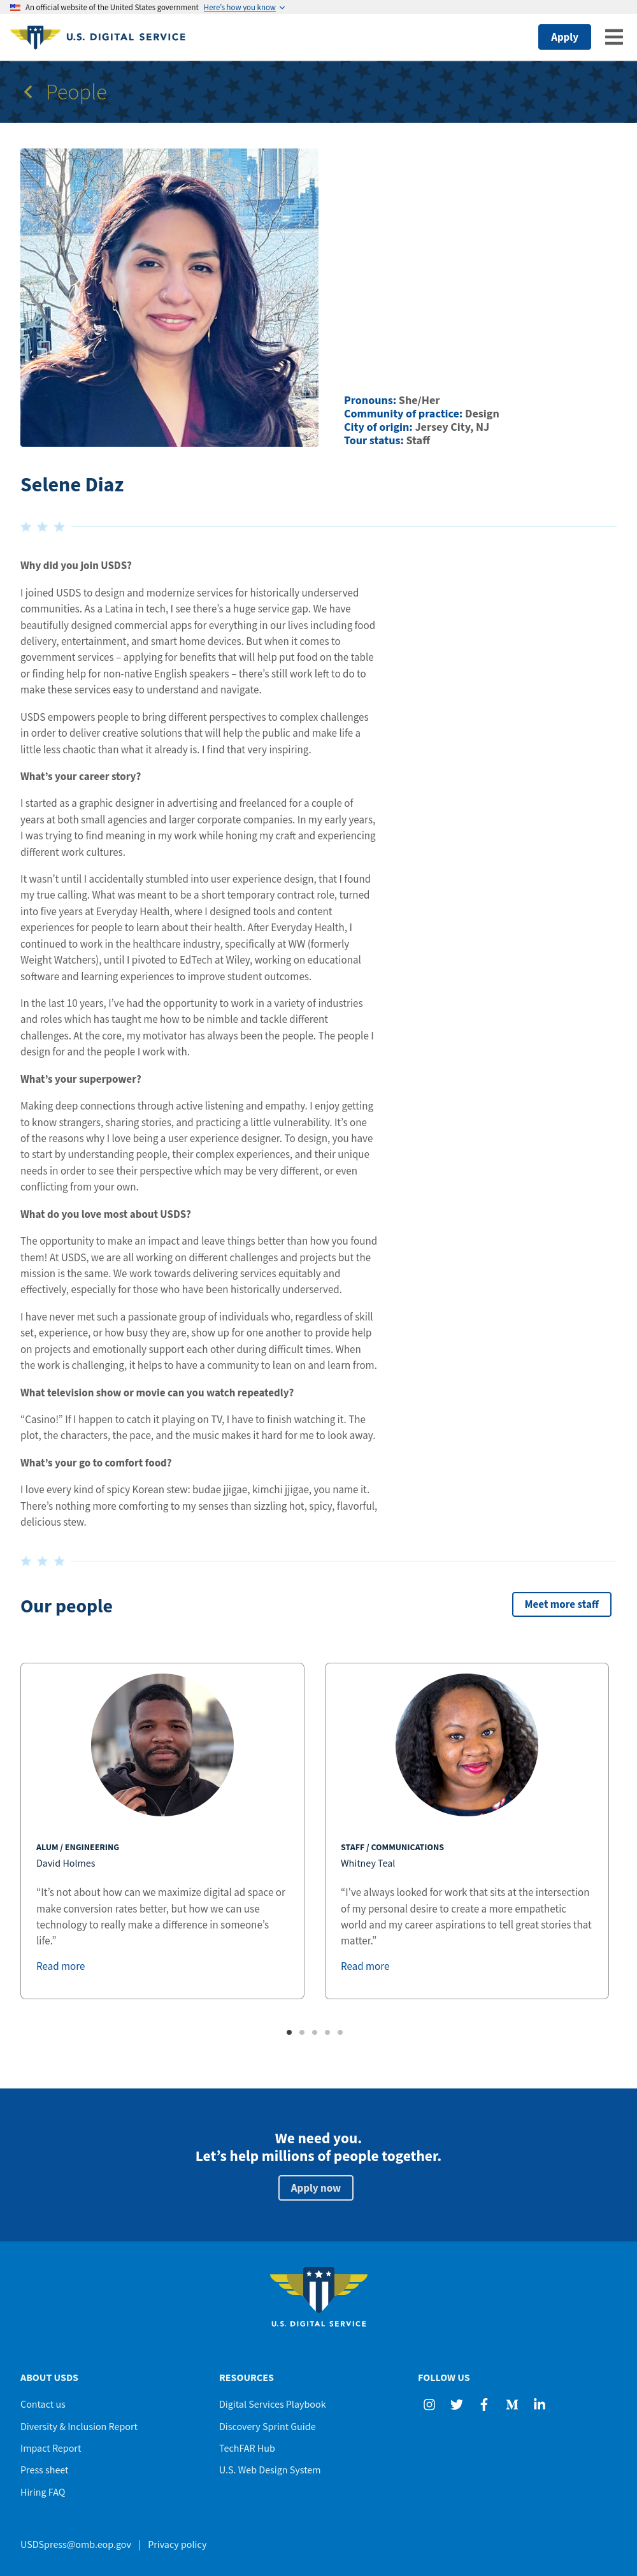 An official website of the United States government Here's how you know
U.S. DIGITAL SERVICE
Apply
People
Pronouns: She/Her
Community of practice: Design
City of origin: Jersey City, NJ
Tour status: Staff
Selene Diaz
Why did you join USDS?
I joined USDS to design and modernize services for historically underserved
communities. As a Latina in tech, I see there’s a huge service gap. We have
beautifully designed commercial apps for everything in our lives including food
delivery, entertainment, and smart home devices. But when it comes to
government services – applying for benefits that will help put food on the table
or finding help for non-native English speakers – there’s still work left to do to
make these services easy to understand and navigate.
USDS empowers people to bring different perspectives to complex challenges
in order to deliver creative solutions that will help the public and make life a
little less chaotic than what it already is. I find that very inspiring.
What’s your career story?
I started as a graphic designer in advertising and freelanced for a couple of
years at both small agencies and larger corporate companies. In my early years,
I was trying to find meaning in my work while honing my craft and experiencing
different work cultures.
It wasn’t until I accidentally stumbled into user experience design, that I found
my true calling. What was meant to be a short temporary contract role, turned
into five years at Everyday Health, where I designed tools and content
experiences for people to learn about their health. After Everyday Health, I
continued to work in the healthcare industry, specifically at WW (formerly
Weight Watchers), until I pivoted to EdTech at Wiley, working on educational
software and learning experiences to improve student outcomes.
In the last 10 years, I’ve had the opportunity to work in a variety of industries
and roles which has taught me how to be nimble and tackle different
challenges. At the core, my motivator has always been the people. The people I
design for and the people I work with.
What’s your superpower?
Making deep connections through active listening and empathy. I enjoy getting
to know strangers, sharing stories, and practicing a little vulnerability. It’s one
of the reasons why I love being a user experience designer. To design, you have
to start by understanding people, their complex experiences, and their unique
needs in order to see their perspective which may be very different, or even
conflicting from your own.
What do you love most about USDS?
The opportunity to make an impact and leave things better than how you found
them! At USDS, we are all working on different challenges and projects but the
mission is the same. We work towards delivering services equitably and
effectively, especially for those who have been historically underserved.
I have never met such a passionate group of individuals who, regardless of skill
set, experience, or how busy they are, show up for one another to provide help
on projects and emotionally support each other during difficult times. When
the work is challenging, it helps to have a community to lean on and learn from.
What television show or movie can you watch repeatedly?
“Casino!” If I happen to catch it playing on TV, I have to finish watching it. The
plot, the characters, the pace, and the music makes it hard for me to look away.
What’s your go to comfort food?
I love every kind of spicy Korean stew: budae jjigae, kimchi jjigae, you name it.
There’s nothing more comforting to my senses than sizzling hot, spicy, flavorful,
delicious stew.
Our people
Meet more staff
ALUM / ENGINEERING
David Holmes
“It’s not about how can we maximize digital ad space or
make conversion rates better, but how can we use
technology to really make a difference in someone’s
life.”
Read more
STAFF / COMMUNICATIONS
Whitney Teal
“I’ve always looked for work that sits at the intersection
of my personal desire to create a more empathetic
world and my career aspirations to tell great stories that
matter.”
Read more
We need you.
Let’s help millions of people together.
Apply now
U.S. DIGITAL SERVICE
ABOUT USDS
Contact us
Diversity & Inclusion Report
Impact Report
Press sheet
Hiring FAQ
RESOURCES
Digital Services Playbook
Discovery Sprint Guide
TechFAR Hub
U.S. Web Design System
FOLLOW US
USDSpress@omb.eop.gov | Privacy policy